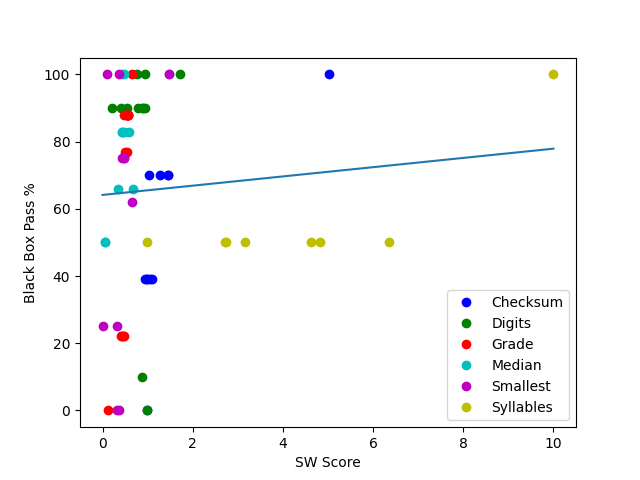 100
80
60
40
20
0
Black Box Pass %
0 2 4 6 8 10
SW Score
Checksum
Digits
Grade
Median
Smallest
Syllables